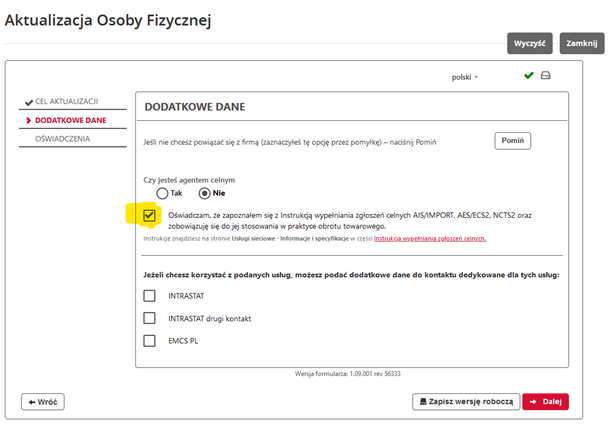 Aktualizacja Osoby Fizycznej
Wyczyść
Zamknij
polski
CEL AKTUALIZACJI
DODATKOWE DANE
OŚWIADCZENIA
DODATKOWE DANE
Jeśli nie chcesz powiązać się z firmą (zaznaczyłeś tę opcję przez pomyłkę) – naciśnij Pomiń
Pomiń
Czy jesteś agentem celnym
Tak
Nie
Oświadczam, że zapoznałem się z Instrukcją wypełniania zgłoszeń celnych AIS/IMPORT, AES/ECS2, NCTS2 oraz
zobowiązuję się do jej stosowania w praktyce obrotu towarowego.
Instrukcję znajdziesz na stronie Usługi sieciowe - Informacje i specyfikacje w części Instrukcja wypełniania zgłoszeń celnych.
Jeżeli chcesz korzystać z podanych usług, możesz podać dodatkowe dane do kontaktu dedykowane dla tych usług:
INTRASTAT
INTRASTAT drugi kontakt
EMCS PL
Wersja formularza: 1.09.001 rev 56333
Wróć
Zapisz wersję roboczą
Dalej